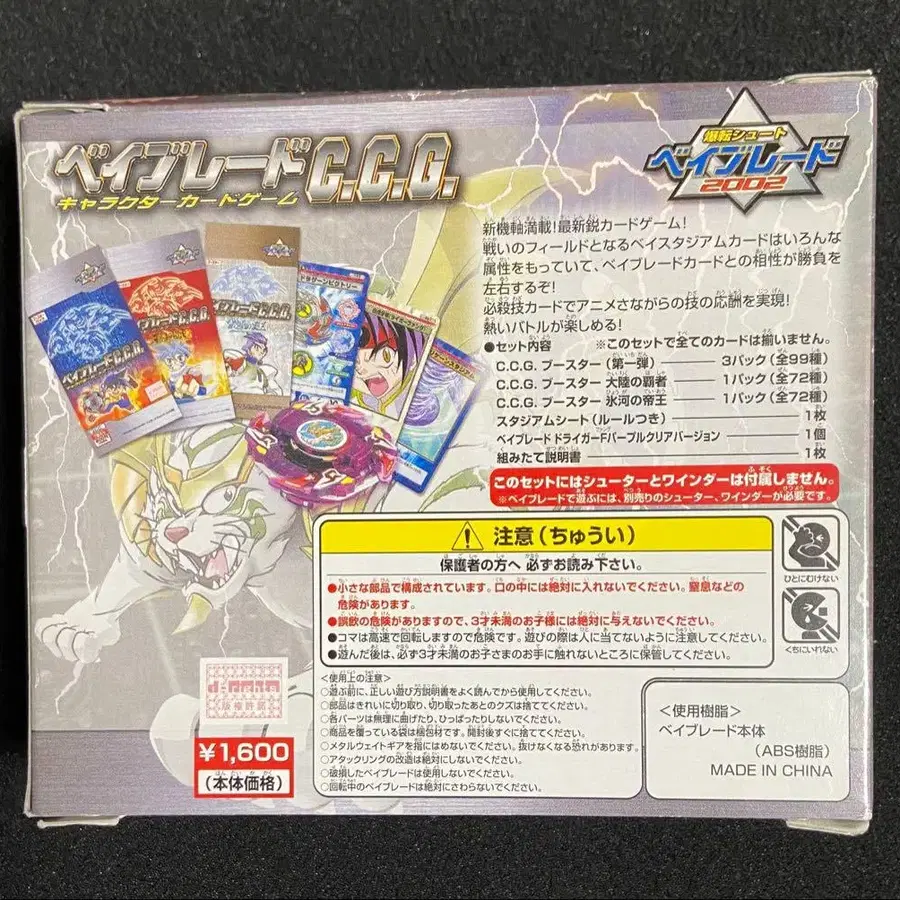 ベイブレードC.C.G.
キャラクターカードゲーム
爆転シュート
ベイブレード
2002
新機軸満載!最新鋭カードゲーム!
戦いのフィールドとなるベイスタジアムカードはいろんな
属性をもっていて、ベイブレードカードとの相性が勝負を
左右するぞ!
必殺技カードでアニメさながらの技の応酬を実現!
熱いバトルが楽しめる!
●セット内容 ※このセットで全てのカードは揃いません。
C.C.G. ブースター(第一弾) 3パック(全99種)
C.C.G. ブースター 大陸の覇者 1パック(全72種)
C.C.G. ブースター 氷河の帝王 1パック(全72種)
スタジアムシート(ルールつき) 1枚
ベイブレード ドライガーFパープルクリアバージョン 1個
組みたて説明書 1枚
このセットにはシューターとワインダーは付属しません。
※ベイブレードで遊ぶには、別売りのシューター、ワインダーが必要です。
ベイブレードC.C.G.
ベイブレードC.C.G.
ベイブレードC.C.G.
ドラグーンビクトリー
注意(ちゅうい)
保護者の方へ 必ずお読み下さい。
●小さな部品で構成されています。口の中には絶対に入れないでください。窒息などの
危険があります。
●誤飲の危険がありますので、3才未満のお子様には絶対に与えないでください。
●コマは高速で回転しますので危険です。遊びの際は人に当てないように注意してください。
●遊んだ後は、必ず3才未満のお子さまのお手に触れないところに保管してください。
ひとにむけない
くちにいれない
<使用上の注意>
○遊ぶ前に、正しい遊び方説明書をよく読んでから使用してください。
○部品はきれいに切り取り、切り取ったあとのクズは捨ててください。
○各パーツは無理に曲げたり、ひっぱったりしないでください。
○商品を覆っている袋は梱包材です。開封後すぐに捨ててください。
○メタルウェイトギアを指にはめないでください。抜けなくなる恐れがあります。
○アタックリングの改造は絶対にしないでください。
○破損したベイブレードは使用しないでください。
○回転中のベイブレードは絶対にさわらないでください。
<使用樹脂>
ベイブレード本体
(ABS樹脂)
MADE IN CHINA
d-rights
版権許諾
¥1,600
(本体価格)